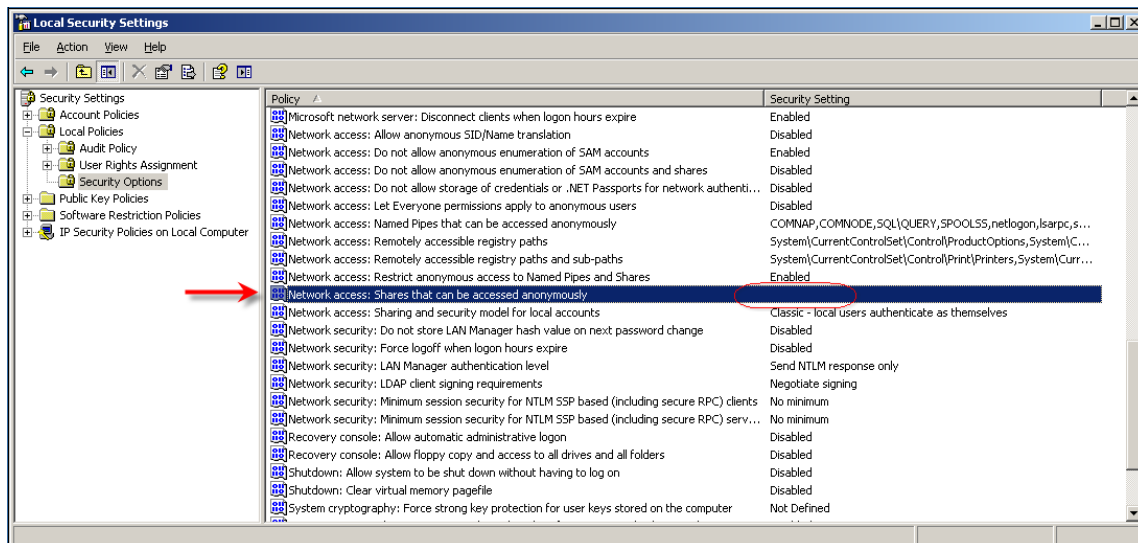 Local Security Settings
File Action View Help
Security Settings
Account Policies
Local Policies
Audit Policy
User Rights Assignment
Security Options
Public Key Policies
Software Restriction Policies
IP Security Policies on Local Computer
Policy Security Setting
Microsoft network server: Disconnect clients when logon hours expire Enabled
Network access: Allow anonymous SID/Name translation Disabled
Network access: Do not allow anonymous enumeration of SAM accounts Enabled
Network access: Do not allow anonymous enumeration of SAM accounts and shares Disabled
Network access: Do not allow storage of credentials or .NET Passports for network authenti... Disabled
Network access: Let Everyone permissions apply to anonymous users Disabled
Network access: Named Pipes that can be accessed anonymously COMNAP,COMNODE,SQL\QUERY,SPOOLSS,netlogon,lsarpc,s...
Network access: Remotely accessible registry paths System\CurrentControlSet\Control\ProductOptions,System\C...
Network access: Remotely accessible registry paths and sub-paths System\CurrentControlSet\Control\Print\Printers,System\Curr...
Network access: Restrict anonymous access to Named Pipes and Shares Enabled
Network access: Shares that can be accessed anonymously
Network access: Sharing and security model for local accounts Classic - local users authenticate as themselves
Network security: Do not store LAN Manager hash value on next password change Disabled
Network security: Force logoff when logon hours expire Disabled
Network security: LAN Manager authentication level Send NTLM response only
Network security: LDAP client signing requirements Negotiate signing
Network security: Minimum session security for NTLM SSP based (including secure RPC) clients No minimum
Network security: Minimum session security for NTLM SSP based (including secure RPC) serv... No minimum
Recovery console: Allow automatic administrative logon Disabled
Recovery console: Allow floppy copy and access to all drives and all folders Disabled
Shutdown: Allow system to be shut down without having to log on Disabled
Shutdown: Clear virtual memory pagefile Disabled
System cryptography: Force strong key protection for user keys stored on the computer Not Defined